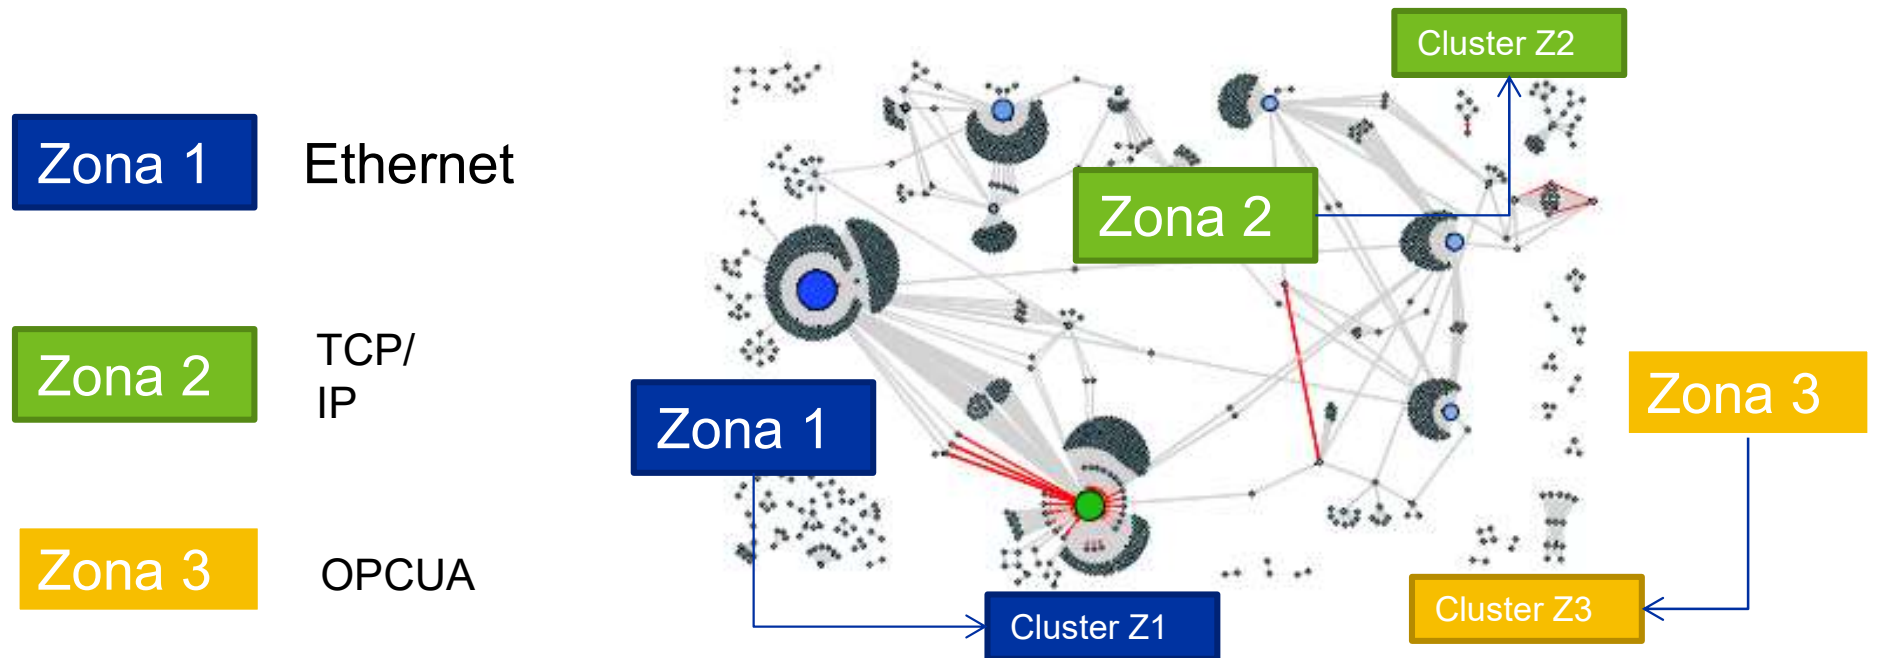 Zona 1
Ethernet
Zona 2
TCP/
IP
Zona 3
OPCUA
Cluster Z2
Zona 2
Zona 1
Zona 3
Cluster Z1
Cluster Z3